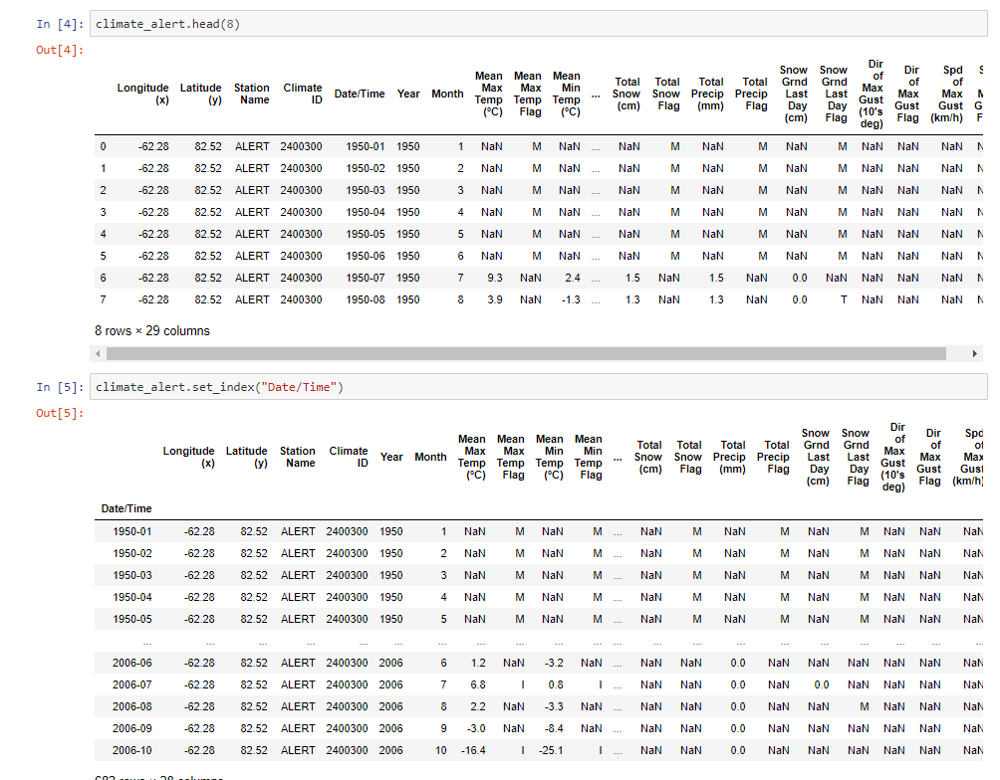 In [4]: climate_alert.head(8)
Out[4]:
Longitude (x) Latitude (y) Station Name Climate ID Date/Time Year Month Mean Max Temp (°C) Mean Max Temp Flag Mean Min Temp (°C) ... Total Snow (cm) Total Snow Flag Total Precip (mm) Total Precip Flag Snow Grnd Last Day (cm) Snow Grnd Last Day Flag Dir of Max Gust (10's deg) Dir of Max Gust Flag Spd of Max Gust (km/h)
0 -62.28 82.52 ALERT 2400300 1950-01 1950 1 NaN M NaN ... NaN M NaN M NaN M NaN NaN NaN
1 -62.28 82.52 ALERT 2400300 1950-02 1950 2 NaN M NaN ... NaN M NaN M NaN M NaN NaN NaN
2 -62.28 82.52 ALERT 2400300 1950-03 1950 3 NaN M NaN ... NaN M NaN M NaN M NaN NaN NaN
3 -62.28 82.52 ALERT 2400300 1950-04 1950 4 NaN M NaN ... NaN M NaN M NaN M NaN NaN NaN
4 -62.28 82.52 ALERT 2400300 1950-05 1950 5 NaN M NaN ... NaN M NaN M NaN M NaN NaN NaN
5 -62.28 82.52 ALERT 2400300 1950-06 1950 6 NaN M NaN ... NaN M NaN M NaN M NaN NaN NaN
6 -62.28 82.52 ALERT 2400300 1950-07 1950 7 9.3 NaN 2.4 ... 1.5 NaN 1.5 NaN 0.0 NaN NaN NaN NaN
7 -62.28 82.52 ALERT 2400300 1950-08 1950 8 3.9 NaN -1.3 ... 1.3 NaN 1.3 NaN 0.0 T NaN NaN NaN
8 rows × 29 columns
In [5]: climate_alert.set_index("Date/Time")
Out[5]:
Longitude (x) Latitude (y) Station Name Climate ID Year Month Mean Max Temp (°C) Mean Max Temp Flag Mean Min Temp (°C) Mean Min Temp Flag ... Total Snow (cm) Total Snow Flag Total Precip (mm) Total Precip Flag Snow Grnd Last Day (cm) Snow Grnd Last Day Flag Dir of Max Gust (10's deg) Dir of Max Gust Flag Spd of Max Gust (km/h)
Date/Time
1950-01 -62.28 82.52 ALERT 2400300 1950 1 NaN M NaN M ... NaN M NaN M NaN M NaN NaN NaN
1950-02 -62.28 82.52 ALERT 2400300 1950 2 NaN M NaN M ... NaN M NaN M NaN M NaN NaN NaN
1950-03 -62.28 82.52 ALERT 2400300 1950 3 NaN M NaN M ... NaN M NaN M NaN M NaN NaN NaN
1950-04 -62.28 82.52 ALERT 2400300 1950 4 NaN M NaN M ... NaN M NaN M NaN M NaN NaN NaN
1950-05 -62.28 82.52 ALERT 2400300 1950 5 NaN M NaN M ... NaN M NaN M NaN M NaN NaN NaN
... ... ... ... ... ... ... ... ... ... ... ... ... ... ... ... ... ... ... ... ...
2006-06 -62.28 82.52 ALERT 2400300 2006 6 1.2 NaN -3.2 NaN ... NaN NaN 0.0 NaN NaN NaN NaN NaN NaN
2006-07 -62.28 82.52 ALERT 2400300 2006 7 6.8 I 0.8 I ... NaN NaN 0.0 NaN 0.0 NaN NaN NaN NaN
2006-08 -62.28 82.52 ALERT 2400300 2006 8 2.2 NaN -3.3 NaN ... NaN NaN 0.0 NaN NaN M NaN NaN NaN
2006-09 -62.28 82.52 ALERT 2400300 2006 9 -3.0 NaN -8.4 NaN ... NaN NaN 0.0 NaN NaN NaN NaN NaN NaN
2006-10 -62.28 82.52 ALERT 2400300 2006 10 -16.4 I -25.1 I ... NaN NaN 0.0 NaN NaN NaN NaN NaN NaN